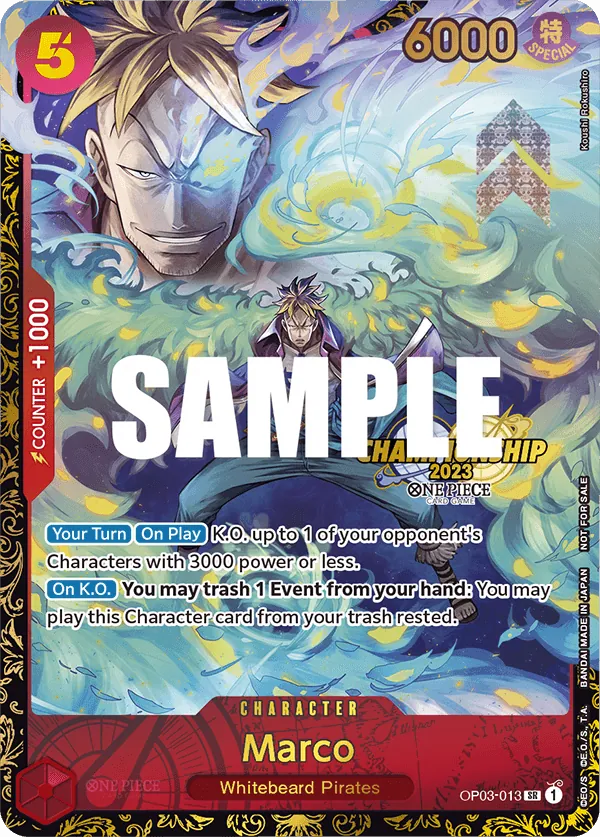 5
6000
特
SPECIAL
Koushi Rokushiro
COUNTER +1000
SAMPLE
CHAMPIONSHIP
2023
ONE PIECE
CARD GAME
Your Turn On Play K.O. up to 1 of your opponent's
Characters with 3000 power or less.
On K.O. You may trash 1 Event from your hand: You may
play this Character card from your trash rested.
NOT FOR SALE
BANDAI MADE IN JAPAN
©E.O./S., T.A.
©EO/S
CHARACTER
Marco
ONE PIECE
Whitebeard Pirates
OP03-013 SR 1